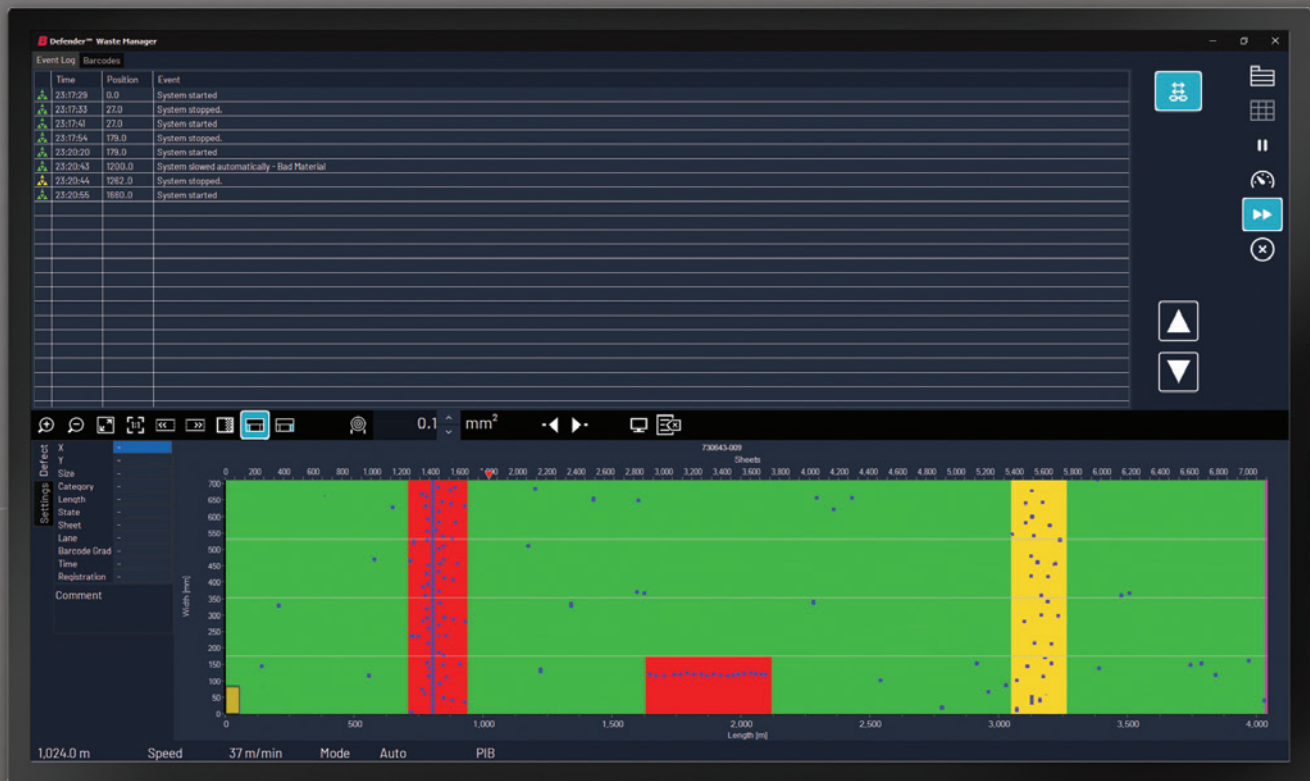 B Defender™ Waste Manager
Event Log Barcodes
Time Position Event
23:17:29 0.0 System started
23:17:33 27.0 System stopped.
23:17:41 27.0 System started
23:17:54 179.0 System stopped.
23:20:20 179.0 System started
23:20:43 1200.0 System slowed automatically - Bad Material
23:20:44 1262.0 System stopped.
23:20:55 1680.0 System started
1:1 0.1 mm²
Defect
Settings
X -
Y -
Size -
Category -
Length -
State -
Sheet -
Lane -
Barcode Grad -
Time -
Registration -
Comment
730643-009
Sheets
0 200 400 600 800 1,000 1,200 1,400 1,600 2,000 2,200 2,400 2,600 2,800 3,000 3,200 3,400 3,600 3,800 4,000 4,200 4,400 4,600 4,800 5,000 5,200 5,400 5,600 5,800 6,000 6,200 6,400 6,600 6,800 7,000
Width [mm]
700
650
600
550
500
450
400
350
300
250
200
150
100
50
0
0 500 1,000 1,500 2,000 2,500 3,000 3,500 4,000
Length [m]
1,024.0 m Speed 37 m/min Mode Auto PIB